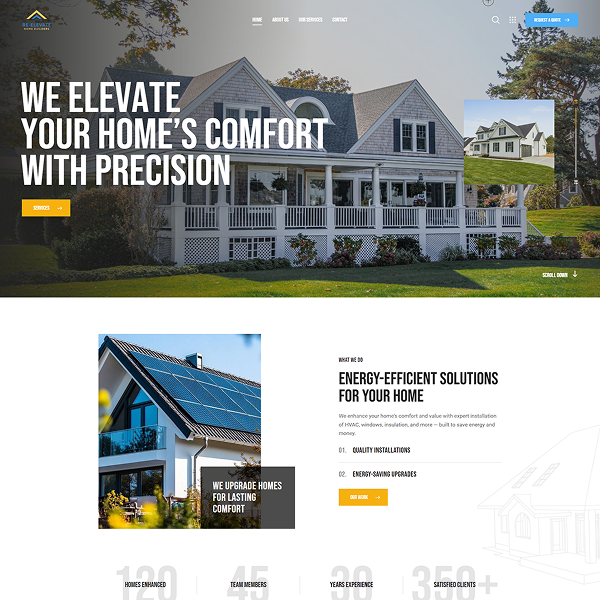 RE-ELEVATE
HOME BUILDERS
HOME
ABOUT US
OUR SERVICES
CONTACT
REQUEST A QUOTE
WE ELEVATE
YOUR HOME'S COMFORT
WITH PRECISION
SERVICES
SCROLL DOWN
WHAT WE DO
ENERGY-EFFICIENT SOLUTIONS
FOR YOUR HOME
We enhance your home's comfort and value with expert installation
of HVAC, windows, insulation, and more — built to save energy and
money.
01. QUALITY INSTALLATIONS
02. ENERGY-SAVING UPGRADES
OUR WORK
WE UPGRADE HOMES
FOR LASTING
COMFORT
120
HOMES ENHANCED
45
TEAM MEMBERS
30
YEARS EXPERIENCE
350+
SATISFIED CLIENTS